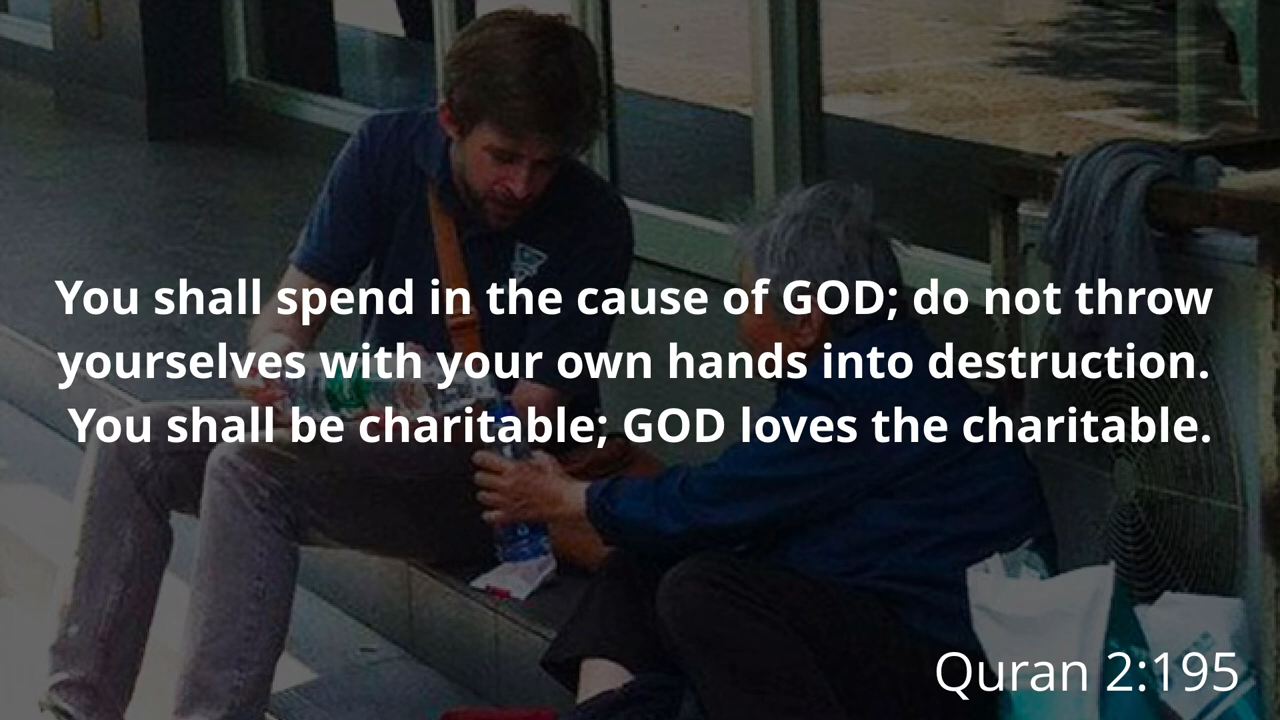 You shall spend in the cause of GOD; do not throw
yourselves with your own hands into destruction.
You shall be charitable; GOD loves the charitable.
Quran 2:195